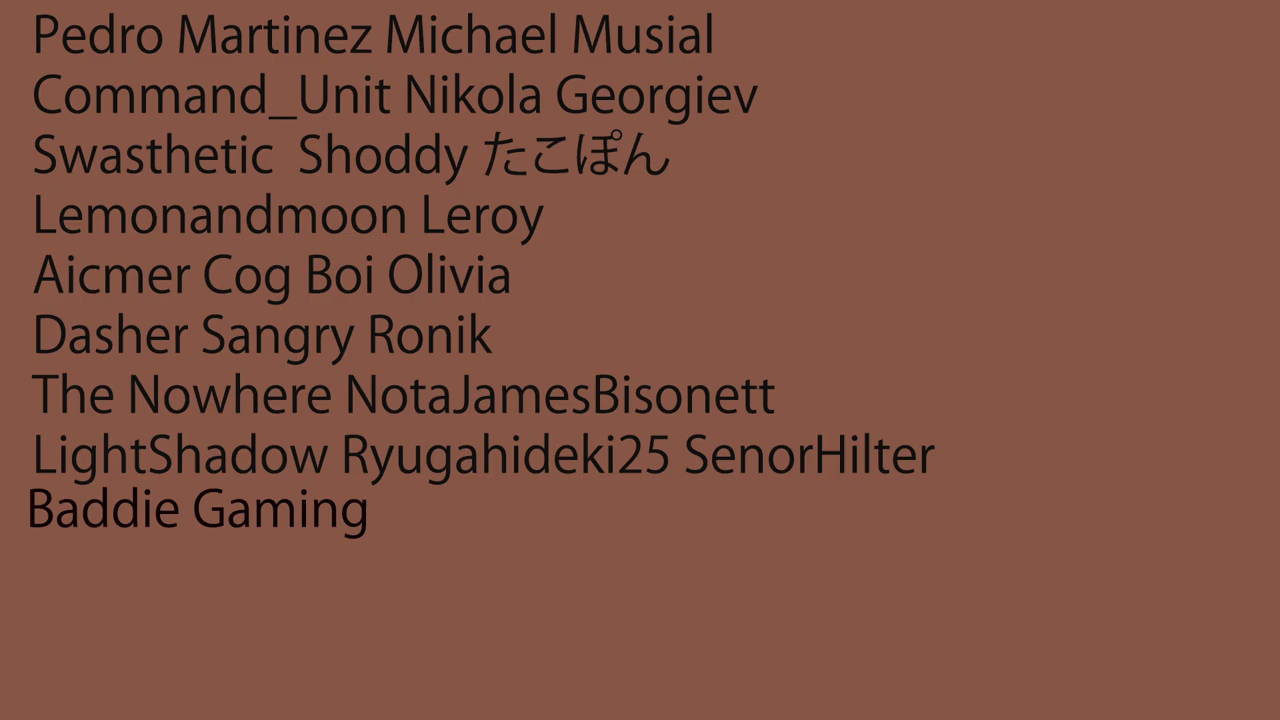 Pedro Martinez Michael Musial
Command_Unit Nikola Georgiev
Swasthetic  Shoddy たこぽん
Lemonandmoon Leroy
Aicmer Cog Boi Olivia
Dasher Sangry Ronik
The Nowhere NotaJamesBisonett
LightShadow Ryugahideki25 SenorHilter
Baddie Gaming